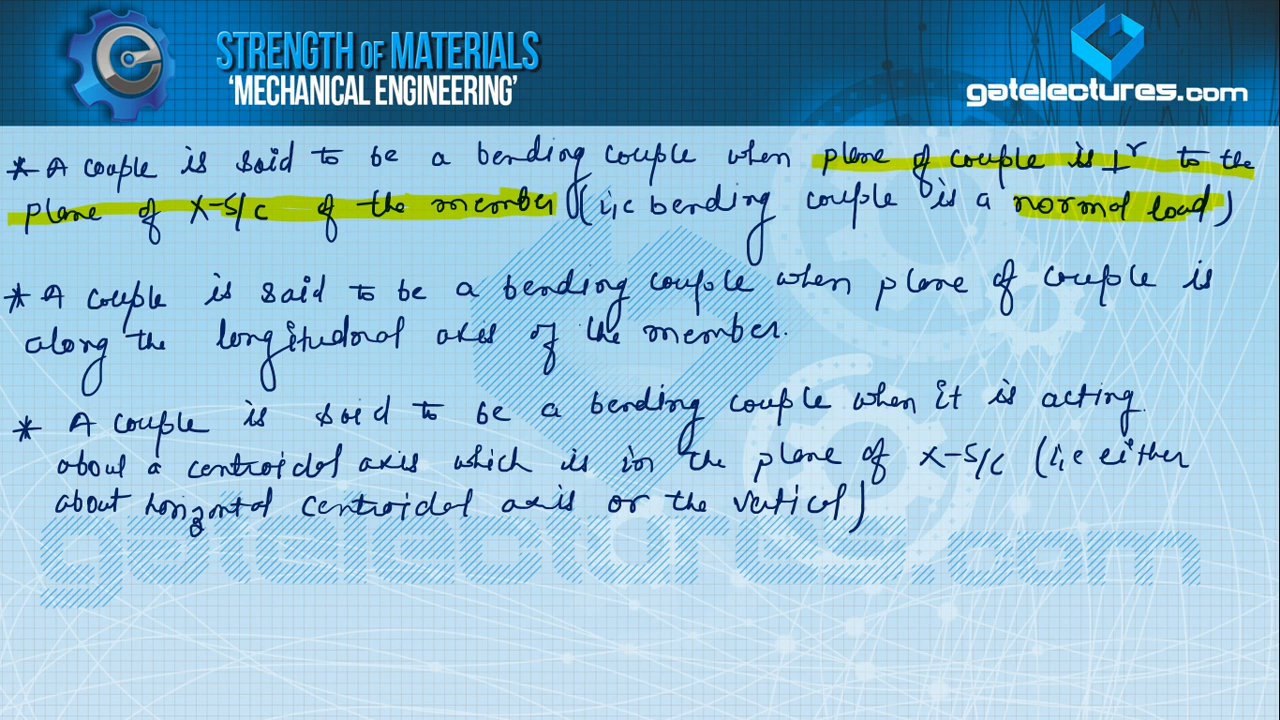 STRENGTH OF MATERIALS
'MECHANICAL ENGINEERING'
gatelectures.com
* A couple is said to be a bending couple when plane of couple is ⊥r to the
plane of X-S/C of the member (i,e bending couple is a normal load)
* A couple is said to be a bending couple when plane of couple is
along the longitudonal axis of the member.
* A couple is said to be a bending couple when it is acting
about a centroidal axis which is in the plane of X-S/C (i,e either
about horizontal centroidal axis or the vertical)
gatelectures.com